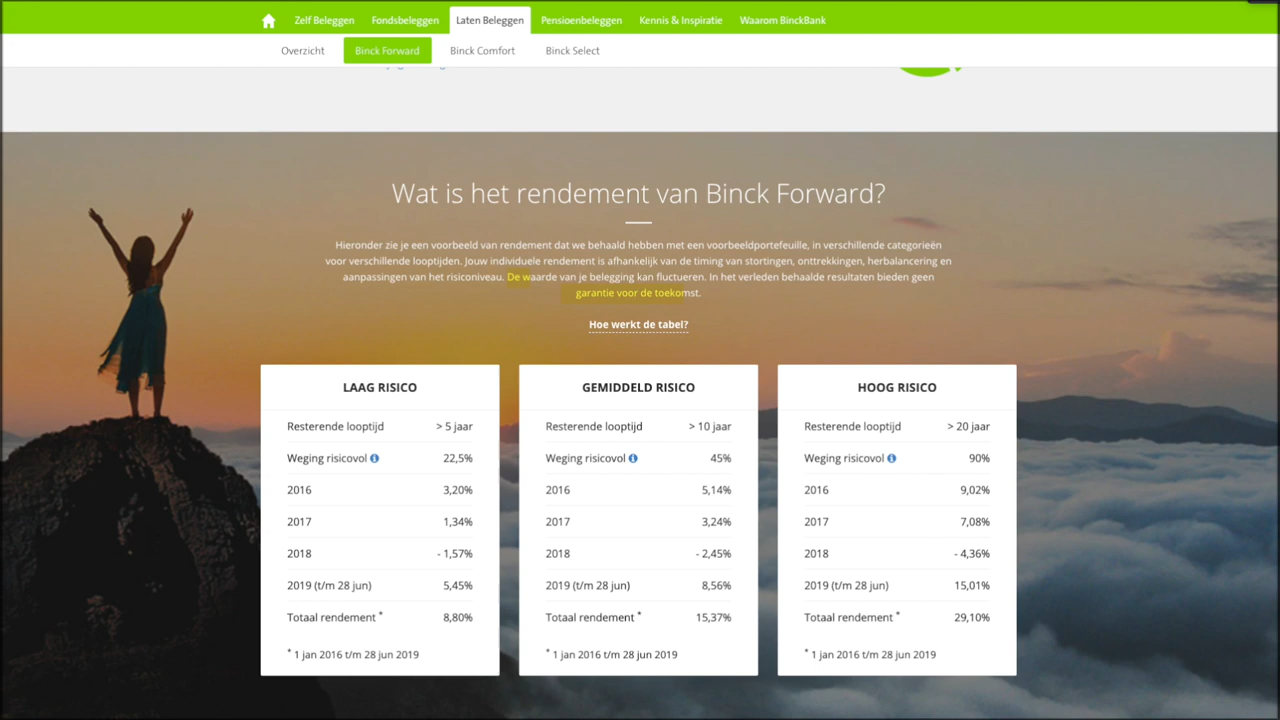 Zelf Beleggen Fondsbeleggen Laten Beleggen Pensioenbeleggen Kennis & Inspiratie Waarom BinckBank
Overzicht Binck Forward Binck Comfort Binck Select
Wat is het rendement van Binck Forward?
Hieronder zie je een voorbeeld van rendement dat we behaald hebben met een voorbeeldportefeuille, in verschillende categorieën
voor verschillende looptijden. Jouw individuele rendement is afhankelijk van de timing van stortingen, onttrekkingen, herbalancering en
aanpassingen van het risiconiveau. De waarde van je belegging kan fluctueren. In het verleden behaalde resultaten bieden geen
garantie voor de toekomst.
Hoe werkt de tabel?
LAAG RISICO
Resterende looptijd > 5 jaar
Weging risicovol 22,5%
2016 3,20%
2017 1,34%
2018 - 1,57%
2019 (t/m 28 jun) 5,45%
Totaal rendement * 8,80%
* 1 jan 2016 t/m 28 jun 2019
GEMIDDELD RISICO
Resterende looptijd > 10 jaar
Weging risicovol 45%
2016 5,14%
2017 3,24%
2018 - 2,45%
2019 (t/m 28 jun) 8,56%
Totaal rendement * 15,37%
* 1 jan 2016 t/m 28 jun 2019
HOOG RISICO
Resterende looptijd > 20 jaar
Weging risicovol 90%
2016 9,02%
2017 7,08%
2018 - 4,36%
2019 (t/m 28 jun) 15,01%
Totaal rendement * 29,10%
* 1 jan 2016 t/m 28 jun 2019